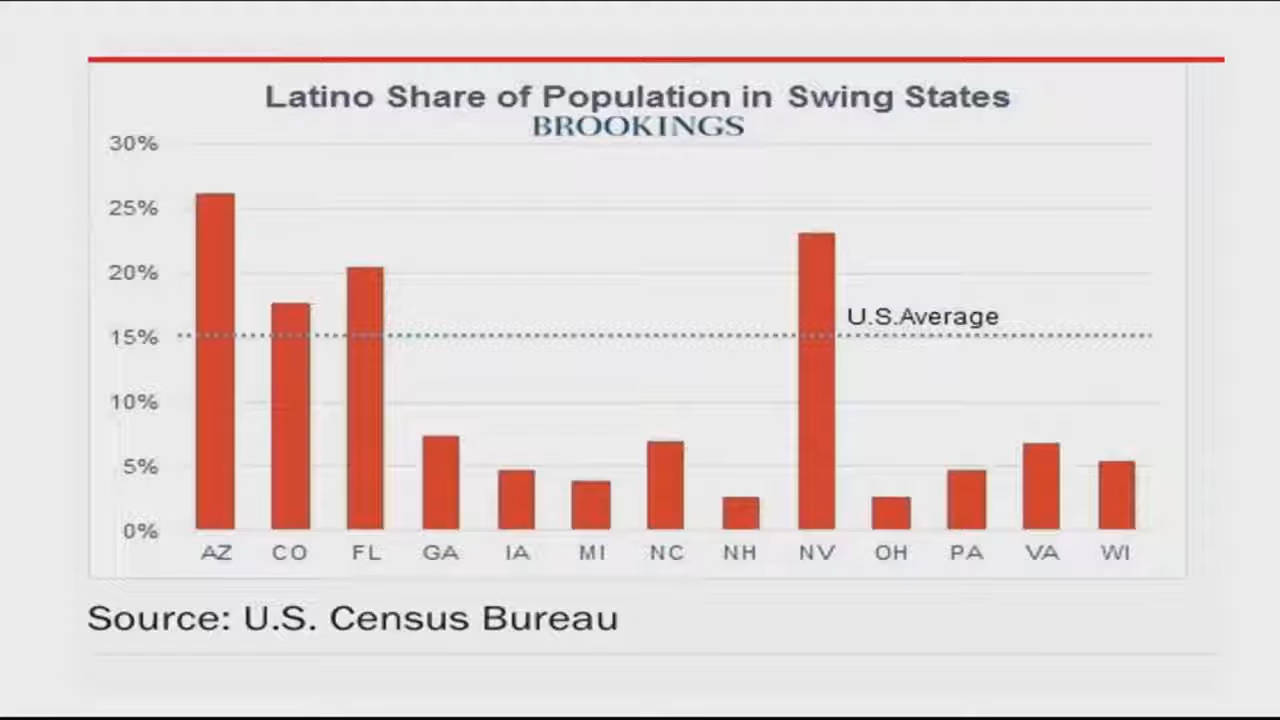 Latino Share of Population in Swing States
BROOKINGS
30%
25%
20%
15%
10%
5%
0%
U.S.Average
AZ CO FL GA IA MI NC NH NV OH PA VA WI
Source: U.S. Census Bureau